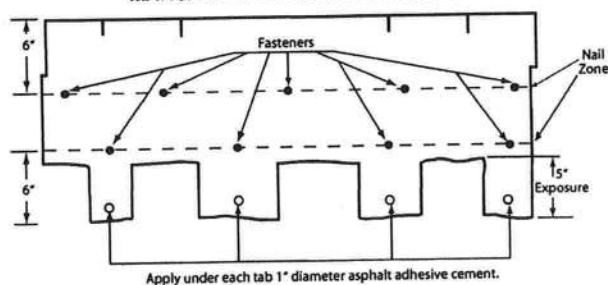 Fasteners
6"
Nail
Zone
6"
5"
Exposure
Apply under each tab 1" diameter asphalt adhesive cement.